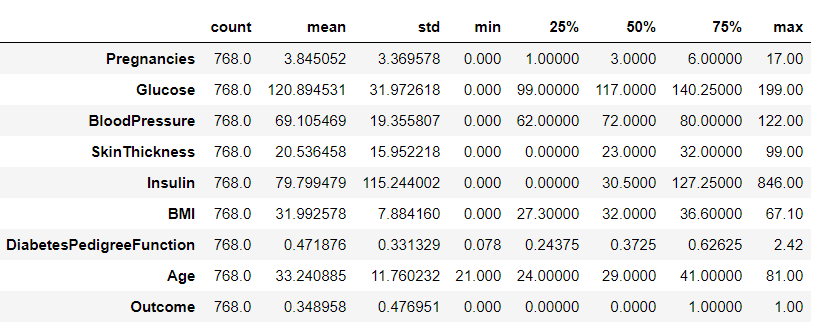 count mean std min 25% 50% 75% max
Pregnancies 768.0 3.845052 3.369578 0.000 1.00000 3.0000 6.00000 17.00
Glucose 768.0 120.894531 31.972618 0.000 99.00000 117.0000 140.25000 199.00
BloodPressure 768.0 69.105469 19.355807 0.000 62.00000 72.0000 80.00000 122.00
SkinThickness 768.0 20.536458 15.952218 0.000 0.00000 23.0000 32.00000 99.00
Insulin 768.0 79.799479 115.244002 0.000 0.00000 30.5000 127.25000 846.00
BMI 768.0 31.992578 7.884160 0.000 27.30000 32.0000 36.60000 67.10
DiabetesPedigreeFunction 768.0 0.471876 0.331329 0.078 0.24375 0.3725 0.62625 2.42
Age 768.0 33.240885 11.760232 21.000 24.00000 29.0000 41.00000 81.00
Outcome 768.0 0.348958 0.476951 0.000 0.00000 0.0000 1.00000 1.00